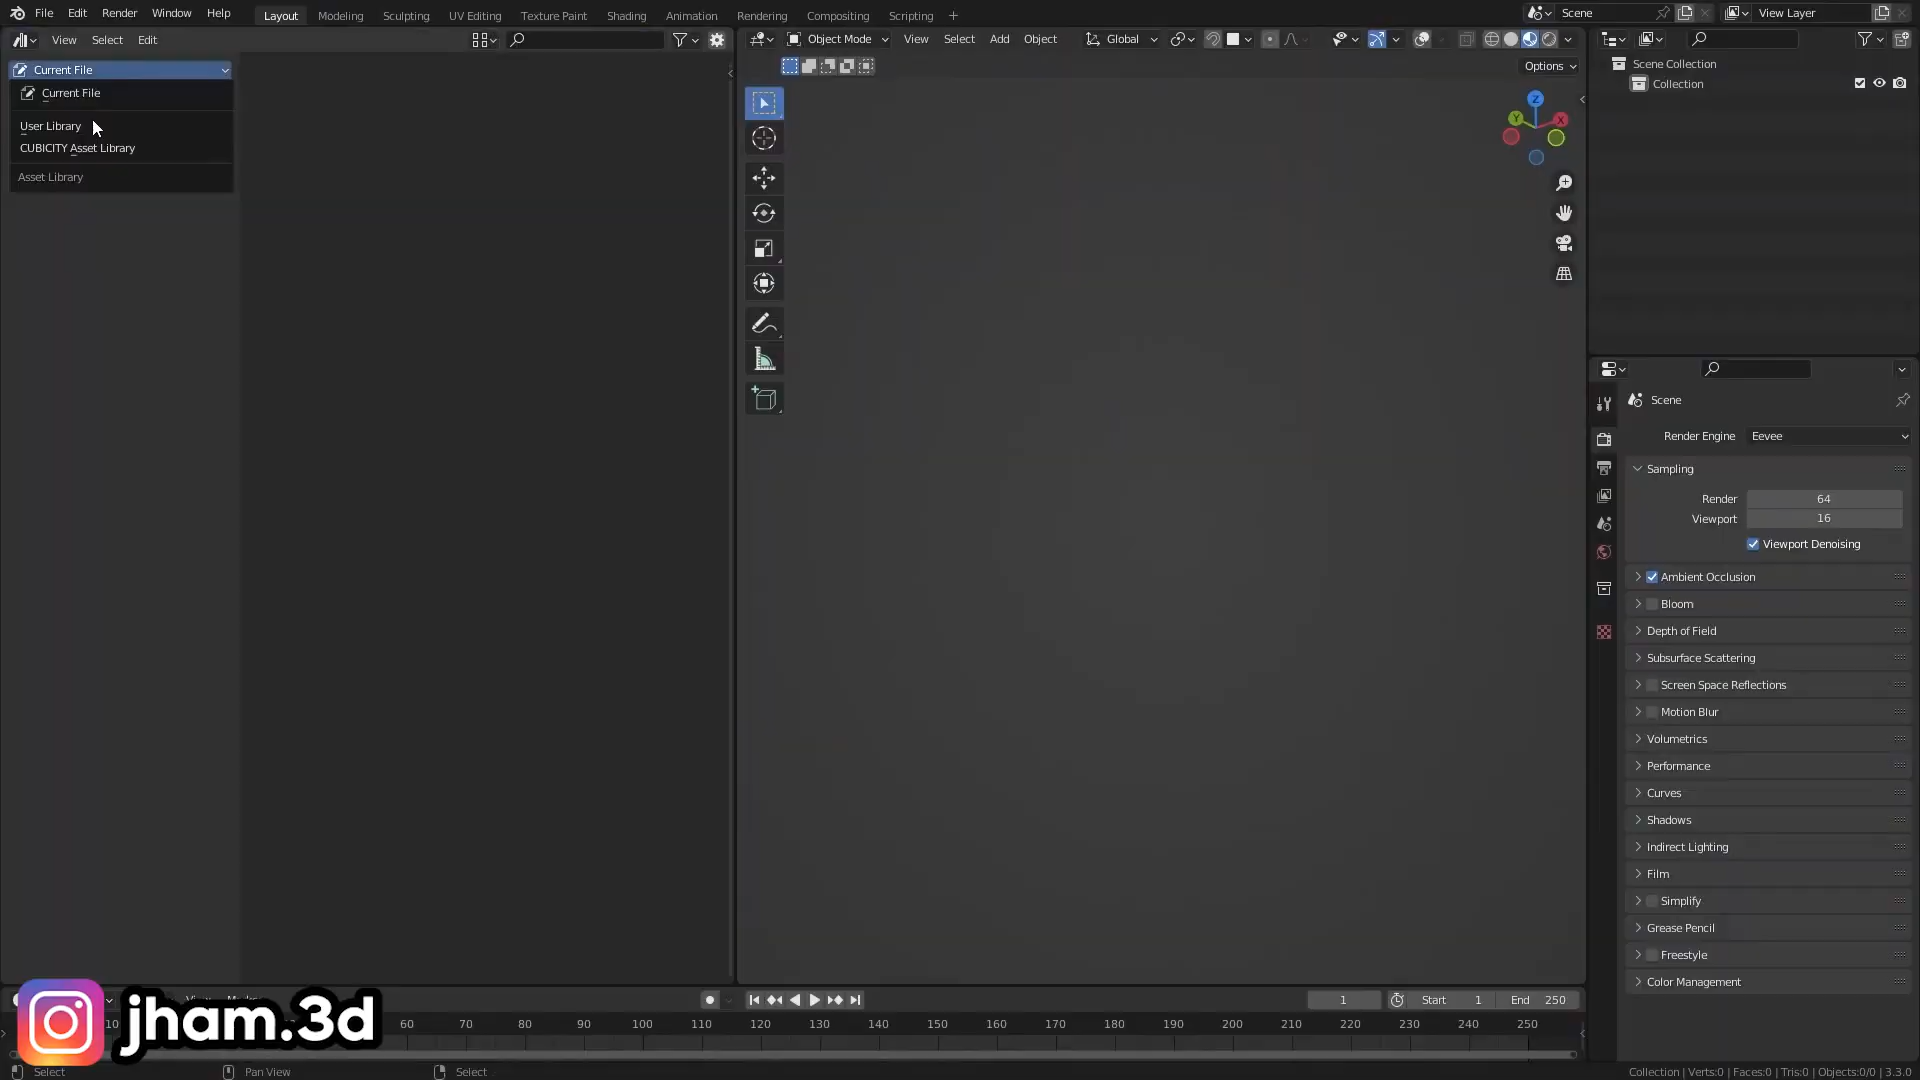 File Edit Render Window Help Layout Modeling Sculpting UV Editing Texture Paint Shading Animation Rendering Compositing Scripting + Scene View Layer
View Select Edit Object Mode View Select Add Object Global
Options
Current File
Current File
User Library
CUBICITY Asset Library
Asset Library
Z
Y
X
Scene Collection
Collection
Scene
Render Engine Eevee
Sampling
Render 64
Viewport 16
Viewport Denoising
Ambient Occlusion
Bloom
Depth of Field
Subsurface Scattering
Screen Space Reflections
Motion Blur
Volumetrics
Performance
Curves
Shadows
Indirect Lighting
Film
Simplify
Grease Pencil
Freestyle
Color Management
1 Start 1 End 250
jham.3d
10 60 70 80 90 100 110 120 130 140 150 160 170 180 190 200 210 220 230 240 250
Select Pan View Select Collection | Verts:0 | Faces:0 | Tris:0 | Objects:0/0 | 3.3.0